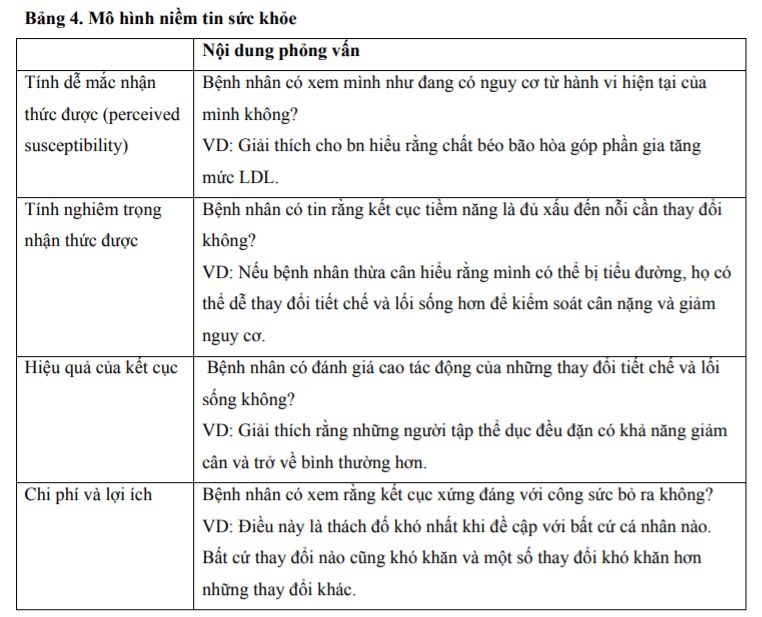 Bảng 4. Mô hình niềm tin sức khỏe
Nội dung phỏng vấn
Tính dễ mắc nhận
thức được (perceived
susceptibility)
Bệnh nhân có xem mình như đang có nguy cơ từ hành vi hiện tại của
mình không?
VD: Giải thích cho bn hiểu rằng chất béo bão hòa góp phần gia tăng
mức LDL.
Tính nghiêm trọng
nhận thức được
Bệnh nhân có tin rằng kết cục tiềm năng là đủ xấu đến nỗi cần thay đổi
không?
VD: Nếu bệnh nhân thừa cân hiểu rằng mình có thể bị tiểu đường, họ có
thể dễ thay đổi tiết chế và lối sống hơn để kiểm soát cân nặng và giảm
nguy cơ.
Hiệu quả của kết cục
Bệnh nhân có đánh giá cao tác động của những thay đổi tiết chế và lối
sống không?
VD: Giải thích rằng những người tập thể dục đều đặn có khả năng giảm
cân và trở về bình thường hơn.
Chi phí và lợi ích
Bệnh nhân có xem rằng kết cục xứng đáng với công sức bỏ ra không?
VD: Điều này là thách đố khó nhất khi đề cập với bất cứ cá nhân nào.
Bất cứ thay đổi nào cũng khó khăn và một số thay đổi khó khăn hơn
những thay đổi khác.